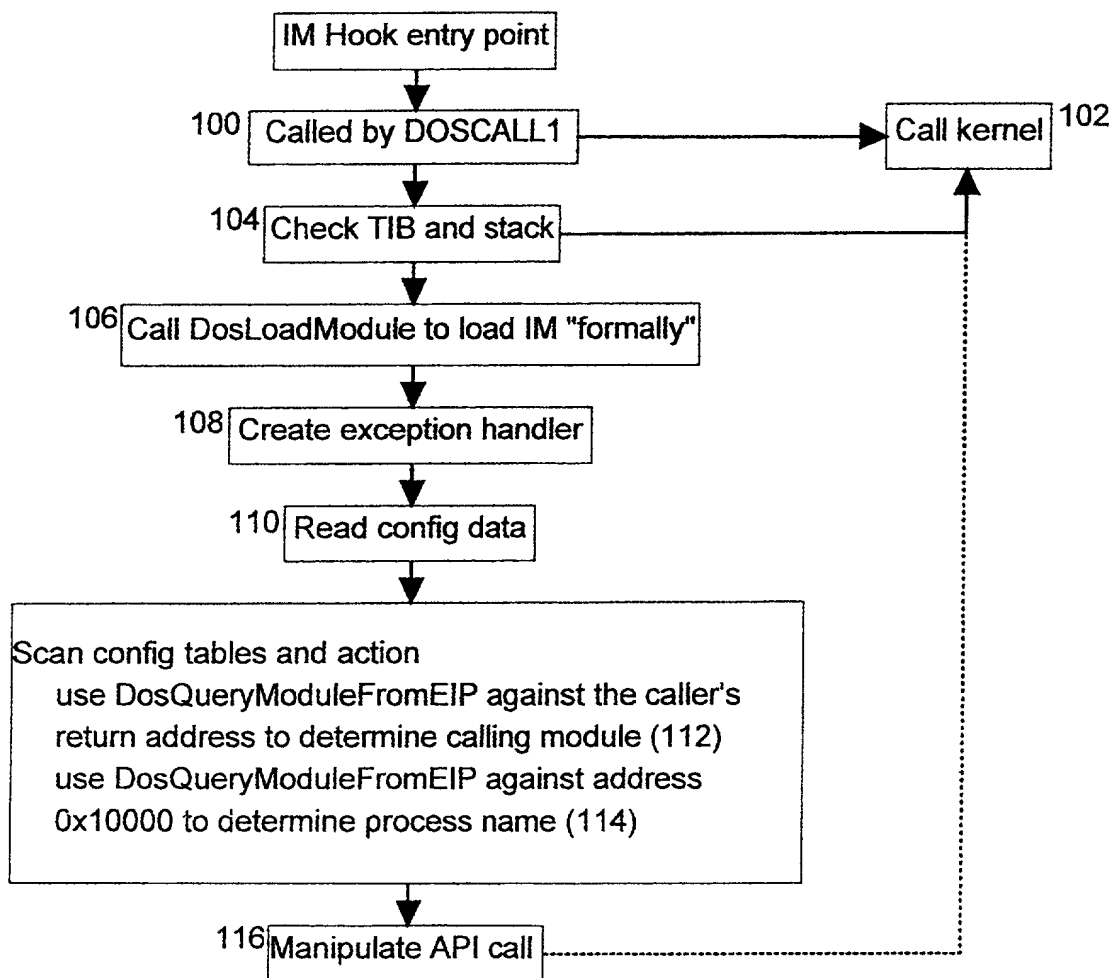 IM Hook entry point
100 Called by DOSCALL1
Call kernel 102
104 Check TIB and stack
106 Call DosLoadModule to load IM "formally"
108 Create exception handler
110 Read config data
Scan config tables and action
use DosQueryModuleFromEIP against the caller's
return address to determine calling module (112)
use DosQueryModuleFromEIP against address
0x10000 to determine process name (114)
116 Manipulate API call